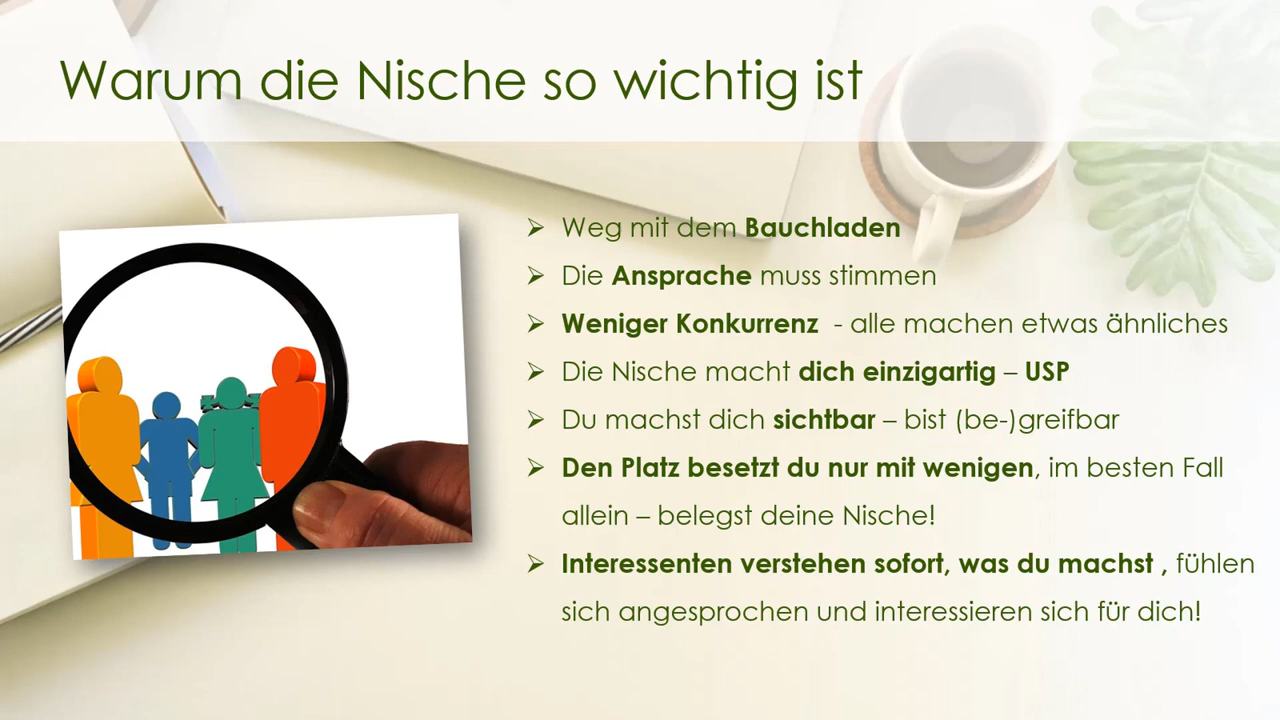 Warum die Nische so wichtig ist
➢ Weg mit dem Bauchladen
➢ Die Ansprache muss stimmen
➢ Weniger Konkurrenz - alle machen etwas ähnliches
➢ Die Nische macht dich einzigartig – USP
➢ Du machst dich sichtbar – bist (be-)greifbar
➢ Den Platz besetzt du nur mit wenigen, im besten Fall
allein – belegst deine Nische!
➢ Interessenten verstehen sofort, was du machst , fühlen
sich angesprochen und interessieren sich für dich!